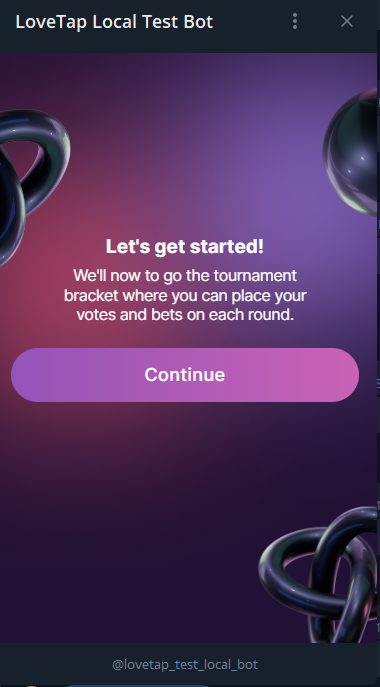 LoveTap Local Test Bot
Let's get started!
We'll now to go the tournament
bracket where you can place your
votes and bets on each round.
Continue
@lovetap_test_local_bot